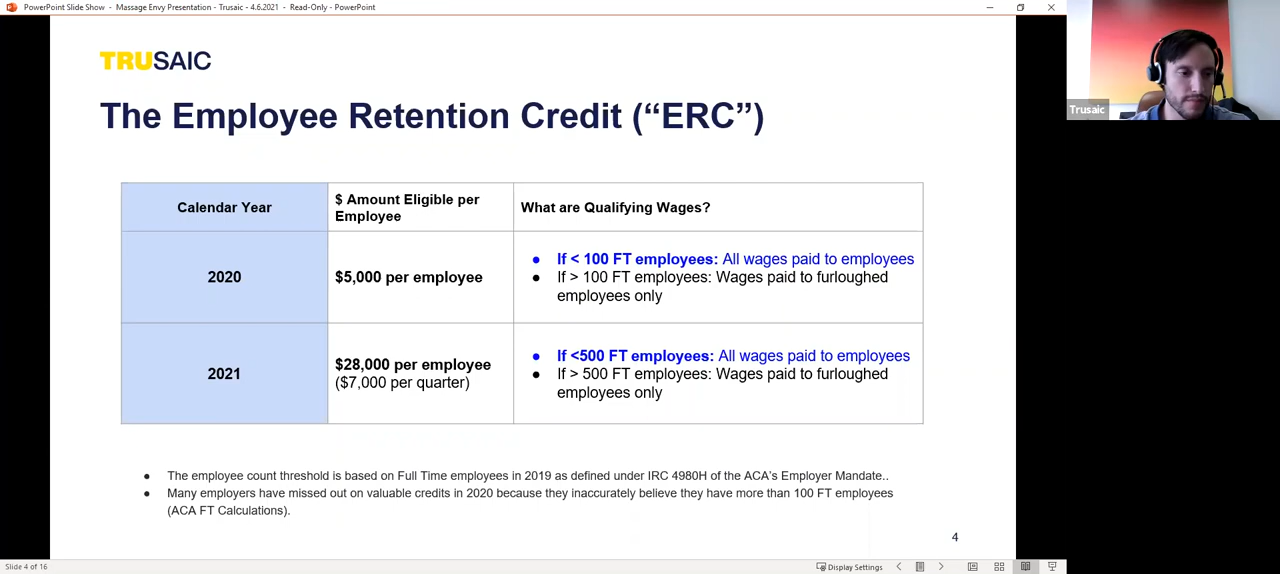 PowerPoint Slide Show - Massage Envy Presentation - Trusaic - 4.6.2021 - Read-Only - PowerPoint
Trusaic
TRUSAIC
The Employee Retention Credit (“ERC”)
Calendar Year
$ Amount Eligible per
Employee
What are Qualifying Wages?
2020
$5,000 per employee
● If < 100 FT employees: All wages paid to employees
● If > 100 FT employees: Wages paid to furloughed
employees only
2021
$28,000 per employee
($7,000 per quarter)
● If <500 FT employees: All wages paid to employees
● If > 500 FT employees: Wages paid to furloughed
employees only
● The employee count threshold is based on Full Time employees in 2019 as defined under IRC 4980H of the ACA's Employer Mandate..
● Many employers have missed out on valuable credits in 2020 because they inaccurately believe they have more than 100 FT employees
(ACA FT Calculations).
4
Slide 4 of 16
Display Settings